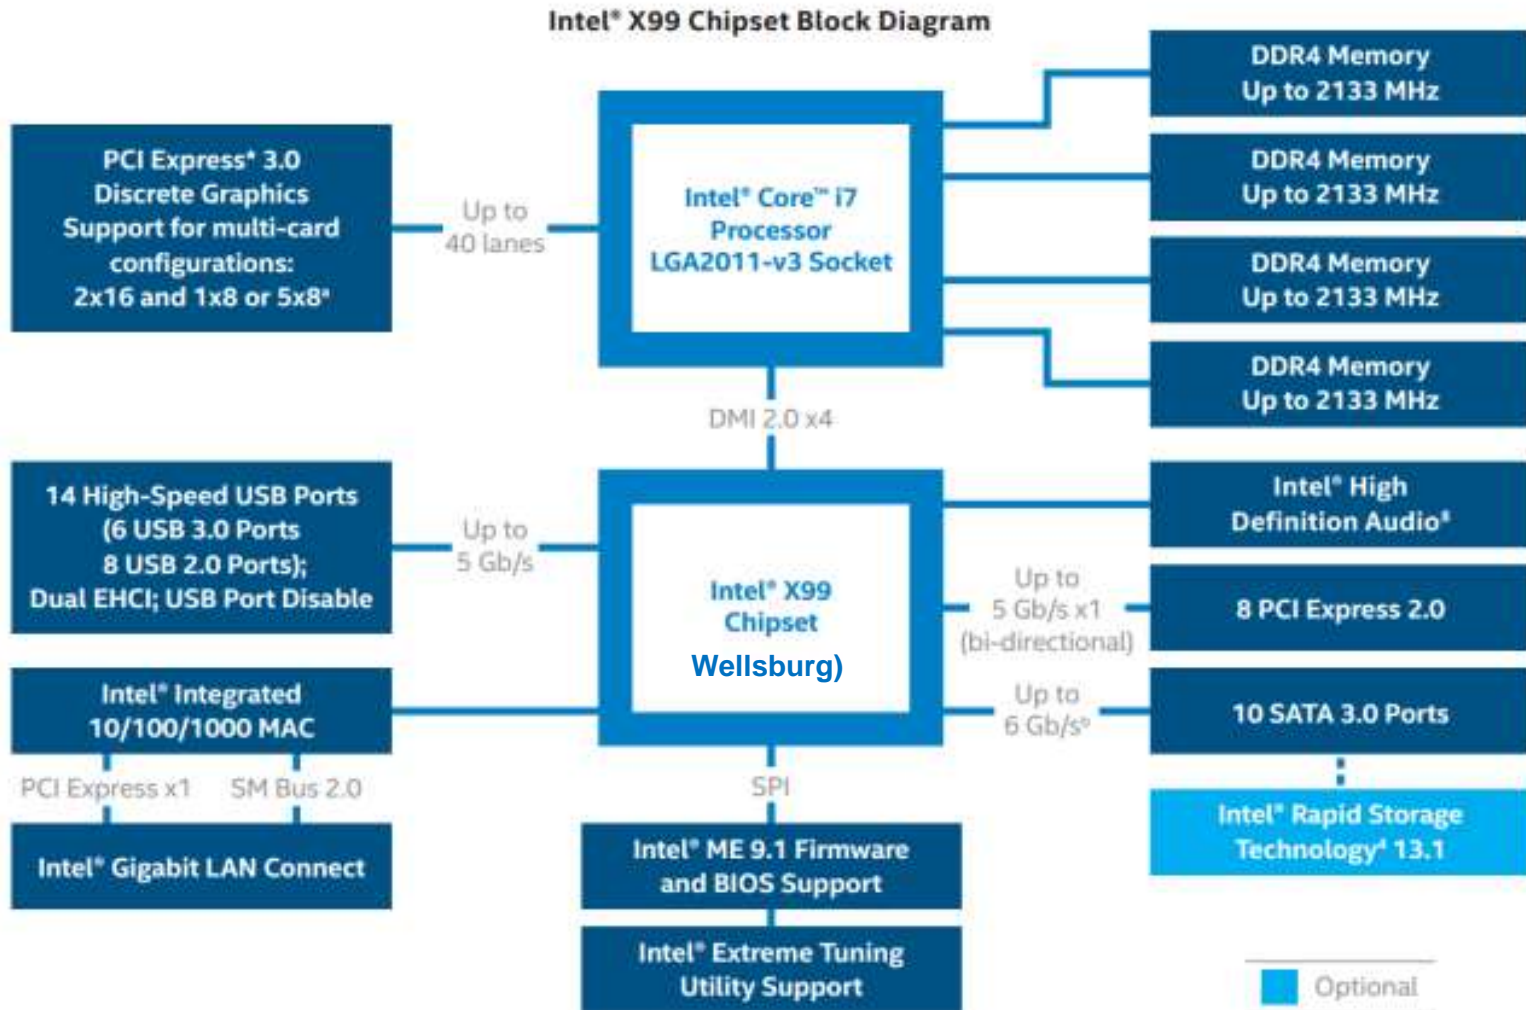 Intel® X99 Chipset Block Diagram
PCI Express* 3.0
Discrete Graphics
Support for multi-card
configurations:
2x16 and 1x8 or 5x8ª
Up to
40 lanes
Intel® Core™ i7
Processor
LGA2011-v3 Socket
DDR4 Memory
Up to 2133 MHz
DDR4 Memory
Up to 2133 MHz
DDR4 Memory
Up to 2133 MHz
DDR4 Memory
Up to 2133 MHz
DMI 2.0 x4
14 High-Speed USB Ports
(6 USB 3.0 Ports
8 USB 2.0 Ports);
Dual EHCI; USB Port Disable
Up to
5 Gb/s
Intel® X99
Chipset
Wellsburg)
Intel® High
Definition Audio⁸
Up to
5 Gb/s x1
(bi-directional)
8 PCI Express 2.0
Intel® Integrated
10/100/1000 MAC
Up to
6 Gb/sᵇ
10 SATA 3.0 Ports
PCI Express x1
SM Bus 2.0
SPI
Intel® Gigabit LAN Connect
Intel® ME 9.1 Firmware
and BIOS Support
Intel® Rapid Storage
Technology⁴ 13.1
Intel® Extreme Tuning
Utility Support
Optional